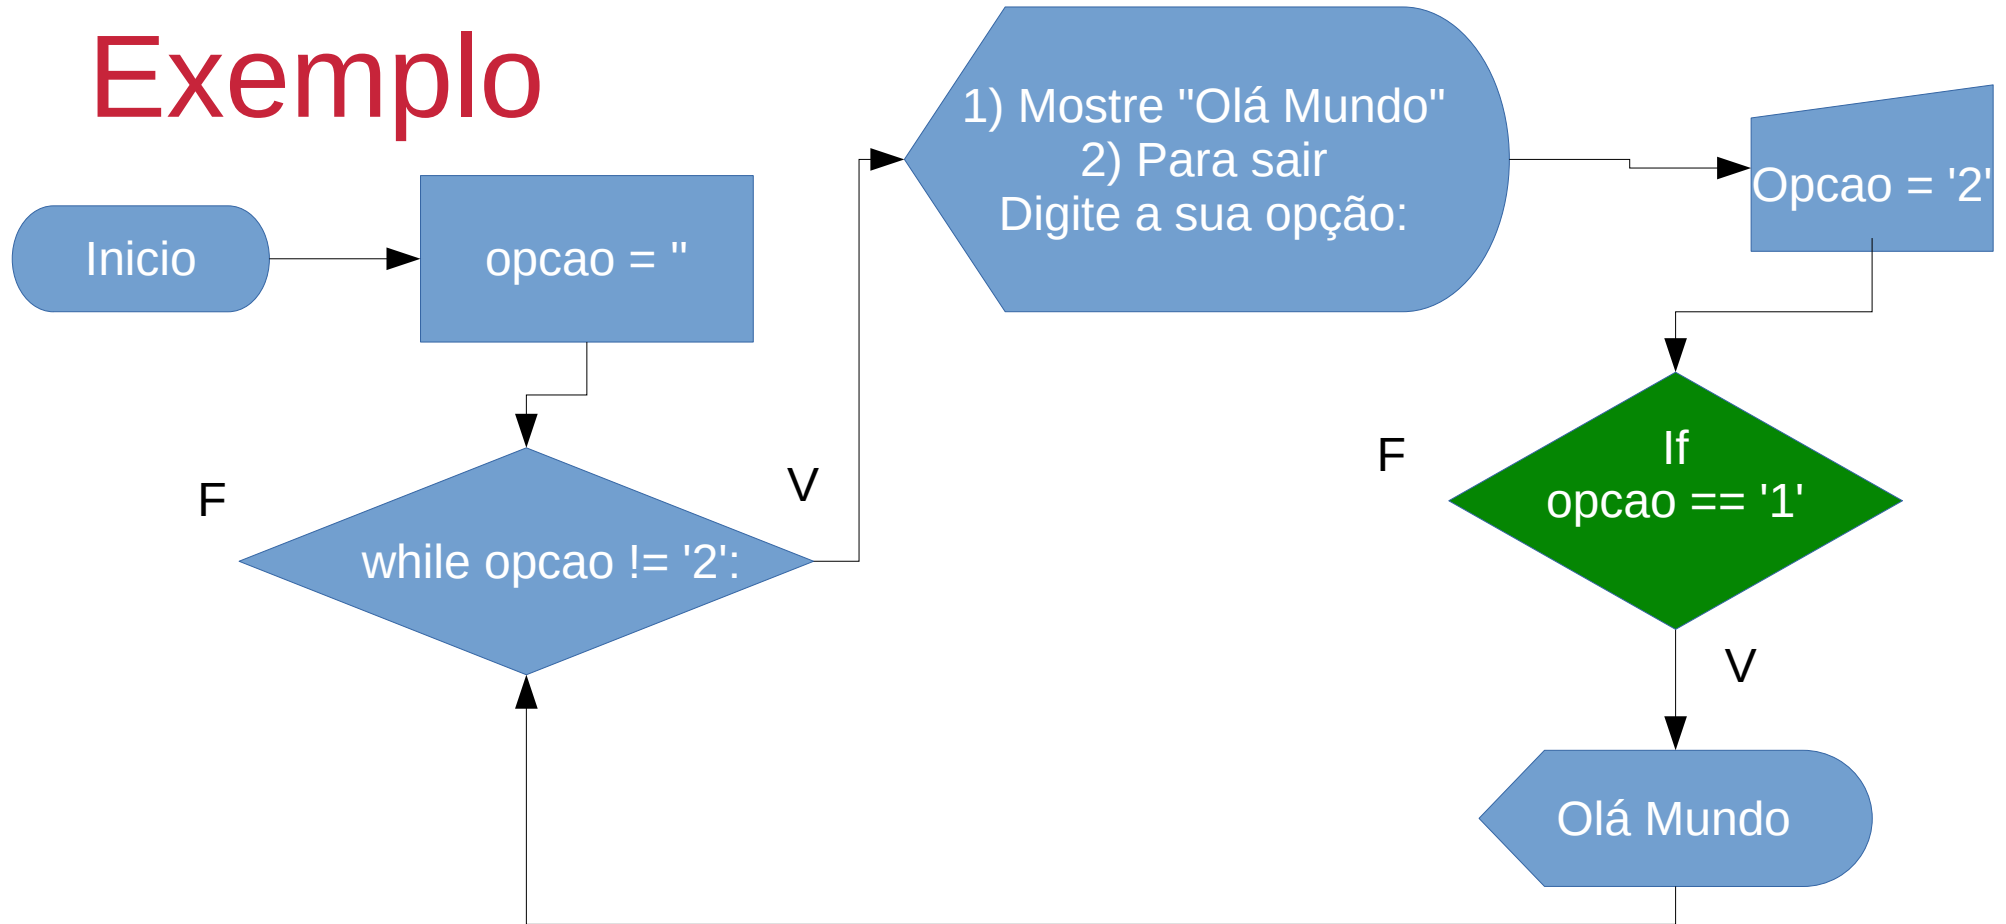 Exemplo
Inicio
opcao = ''
1) Mostre "Olá Mundo"
2) Para sair
Digite a sua opção:
Opcao = '2'
F
while opcao != '2':
V
F
If
opcao == '1'
V
Olá Mundo